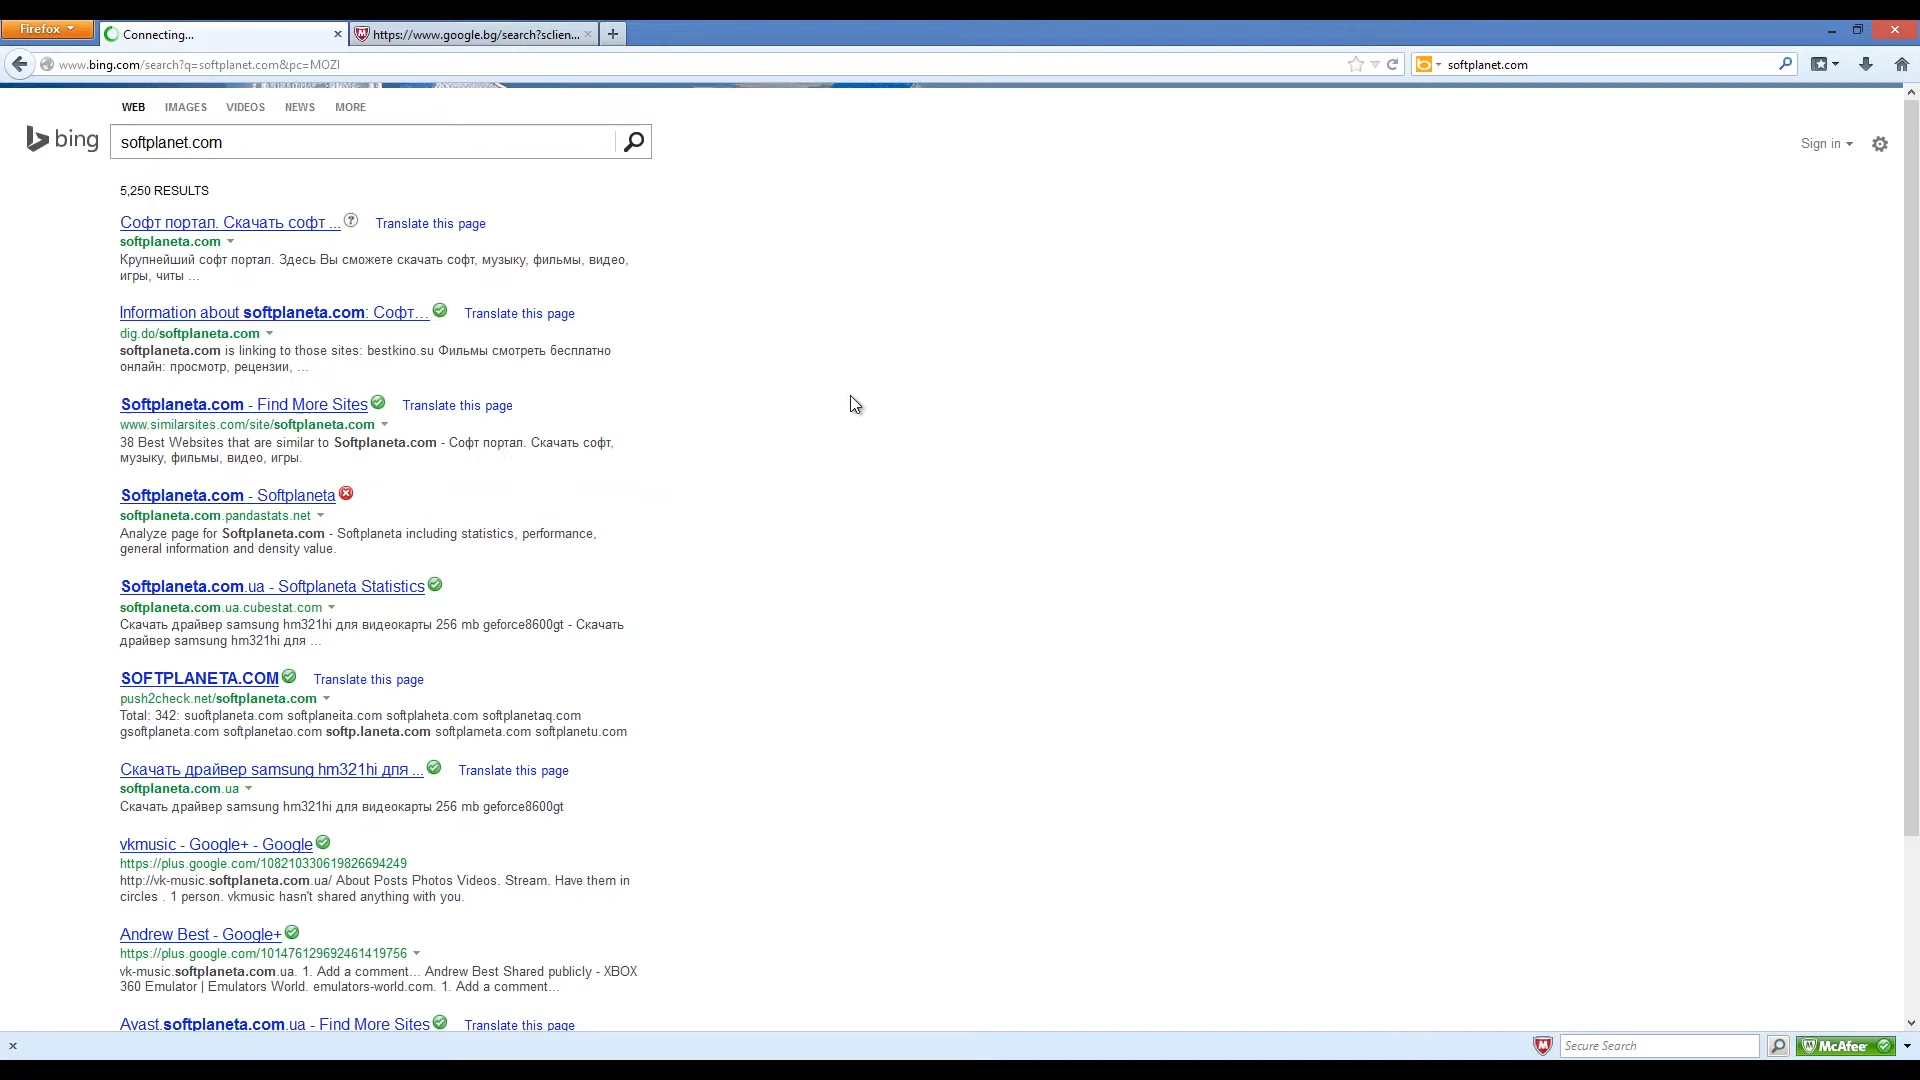 Firefox
Connecting...
https://www.google.bg/search?sclien...
www.bing.com/search?q=softplanet.com&pc=MOZI
softplanet.com
WEB IMAGES VIDEOS NEWS MORE
bing
softplanet.com
Sign in
5,250 RESULTS
Софт портал. Скачать софт ... Translate this page
softplaneta.com
Крупнейший софт портал. Здесь Вы сможете скачать софт, музыку, фильмы, видео,
игры, читы ...
Information about softplaneta.com: Софт... Translate this page
dig.do/softplaneta.com
softplaneta.com is linking to those sites: bestkino.su Фильмы смотреть бесплатно
онлайн: просмотр, рецензии, ...
Softplaneta.com - Find More Sites Translate this page
www.similarsites.com/site/softplaneta.com
38 Best Websites that are similar to Softplaneta.com - Софт портал. Скачать софт,
музыку, фильмы, видео, игры.
Softplaneta.com - Softplaneta
softplaneta.com.pandastats.net
Analyze page for Softplaneta.com - Softplaneta including statistics, performance,
general information and density value.
Softplaneta.com.ua - Softplaneta Statistics
softplaneta.com.ua.cubestat.com
Скачать драйвер samsung hm321hi для видеокарты 256 mb geforce8600gt - Скачать
драйвер samsung hm321hi для ...
SOFTPLANETA.COM Translate this page
push2check.net/softplaneta.com
Total: 342: suoftplaneta.com softplaneita.com softplaheta.com softplanetaq.com
gsoftplaneta.com softplanetao.com softp.laneta.com softplameta.com softplanetu.com
Скачать драйвер samsung hm321hi для ... Translate this page
softplaneta.com.ua
Скачать драйвер samsung hm321hi для видеокарты 256 mb geforce8600gt
vkmusic - Google+ - Google
https://plus.google.com/108210330619826694249
http://vk-music.softplaneta.com.ua/ About Posts Photos Videos. Stream. Have them in
circles . 1 person. vkmusic hasn't shared anything with you.
Andrew Best - Google+
https://plus.google.com/101476129692461419756
vk-music.softplaneta.com.ua. 1. Add a comment... Andrew Best Shared publicly - XBOX
360 Emulator | Emulators World. emulators-world.com. 1. Add a comment...
Avast.softplaneta.com.ua - Find More Sites Translate this page
Secure Search
McAfee